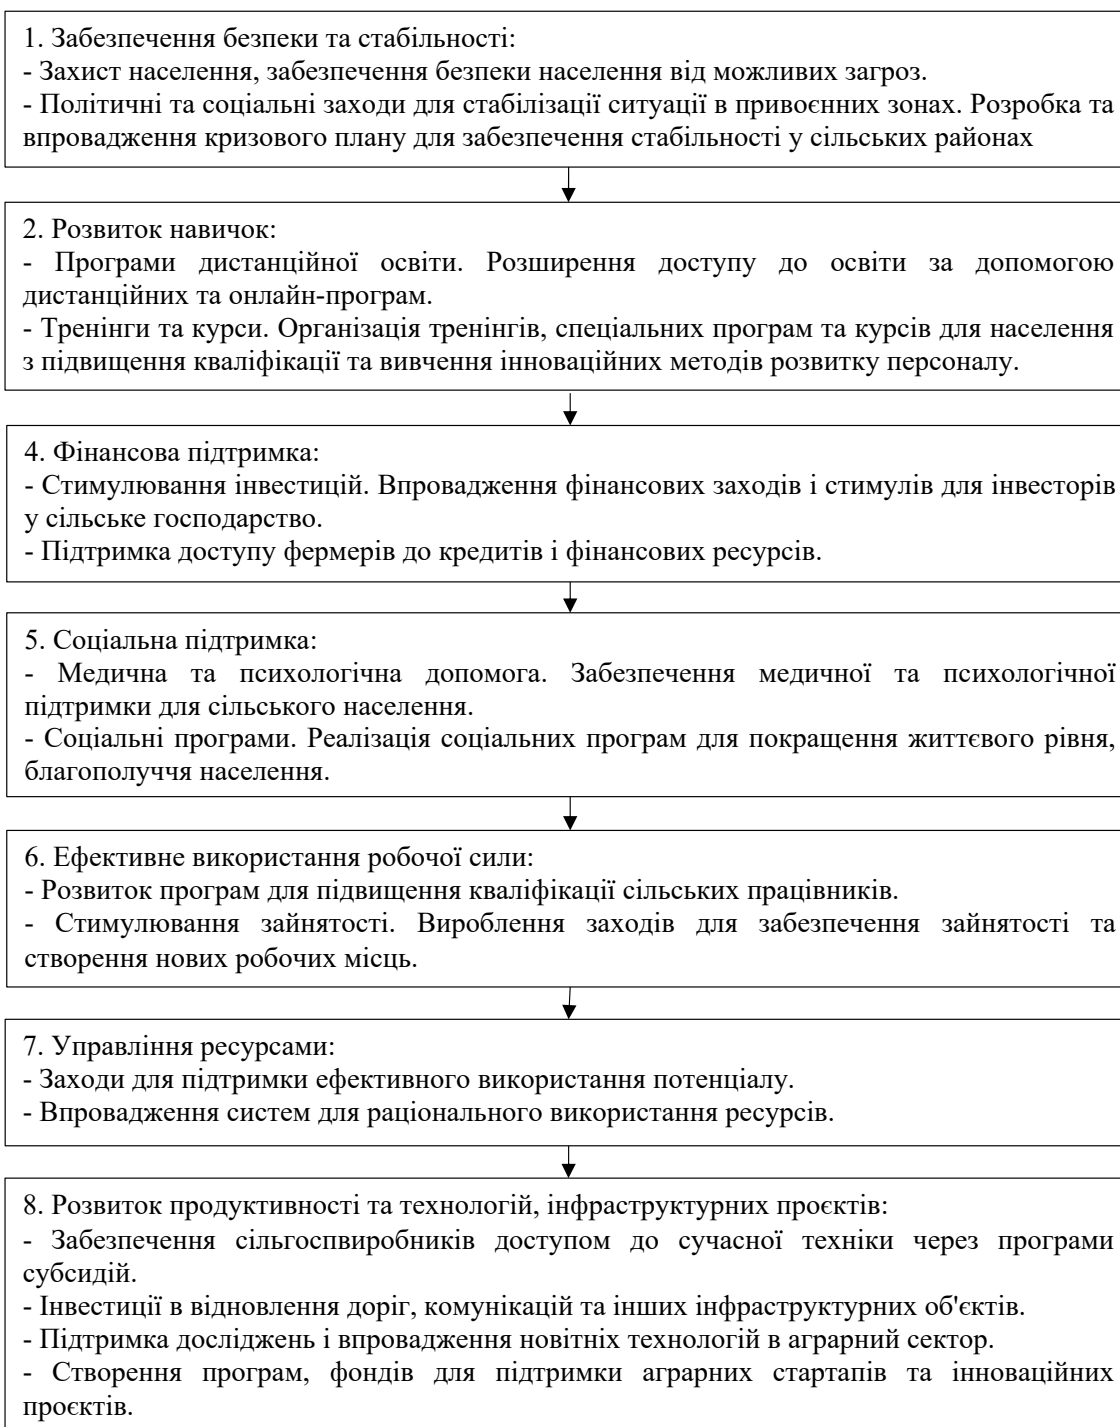 1. Забезпечення безпеки та стабільності:
- Захист населення, забезпечення безпеки населення від можливих загроз.
- Політичні та соціальні заходи для стабілізації ситуації в привоєнних зонах. Розробка та
впровадження кризового плану для забезпечення стабільності у сільських районах
2. Розвиток навичок:
- Програми дистанційної освіти. Розширення доступу до освіти за допомогою
дистанційних та онлайн-програм.
- Тренінги та курси. Організація тренінгів, спеціальних програм та курсів для населення
з підвищення кваліфікації та вивчення інноваційних методів розвитку персоналу.
4. Фінансова підтримка:
- Стимулювання інвестицій. Впровадження фінансових заходів і стимулів для інвесторів
у сільське господарство.
- Підтримка доступу фермерів до кредитів і фінансових ресурсів.
5. Соціальна підтримка:
- Медична та психологічна допомога. Забезпечення медичної та психологічної
підтримки для сільського населення.
- Соціальні програми. Реалізація соціальних програм для покращення життєвого рівня,
благополуччя населення.
6. Ефективне використання робочої сили:
- Розвиток програм для підвищення кваліфікації сільських працівників.
- Стимулювання зайнятості. Вироблення заходів для забезпечення зайнятості та
створення нових робочих місць.
7. Управління ресурсами:
- Заходи для підтримки ефективного використання потенціалу.
- Впровадження систем для раціонального використання ресурсів.
8. Розвиток продуктивності та технологій, інфраструктурних проєктів:
- Забезпечення сільгоспвиробників доступом до сучасної техніки через програми
субсидій.
- Інвестиції в відновлення доріг, комунікацій та інших інфраструктурних об'єктів.
- Підтримка досліджень і впровадження новітніх технологій в аграрний сектор.
- Створення програм, фондів для підтримки аграрних стартапів та інноваційних
проєктів.